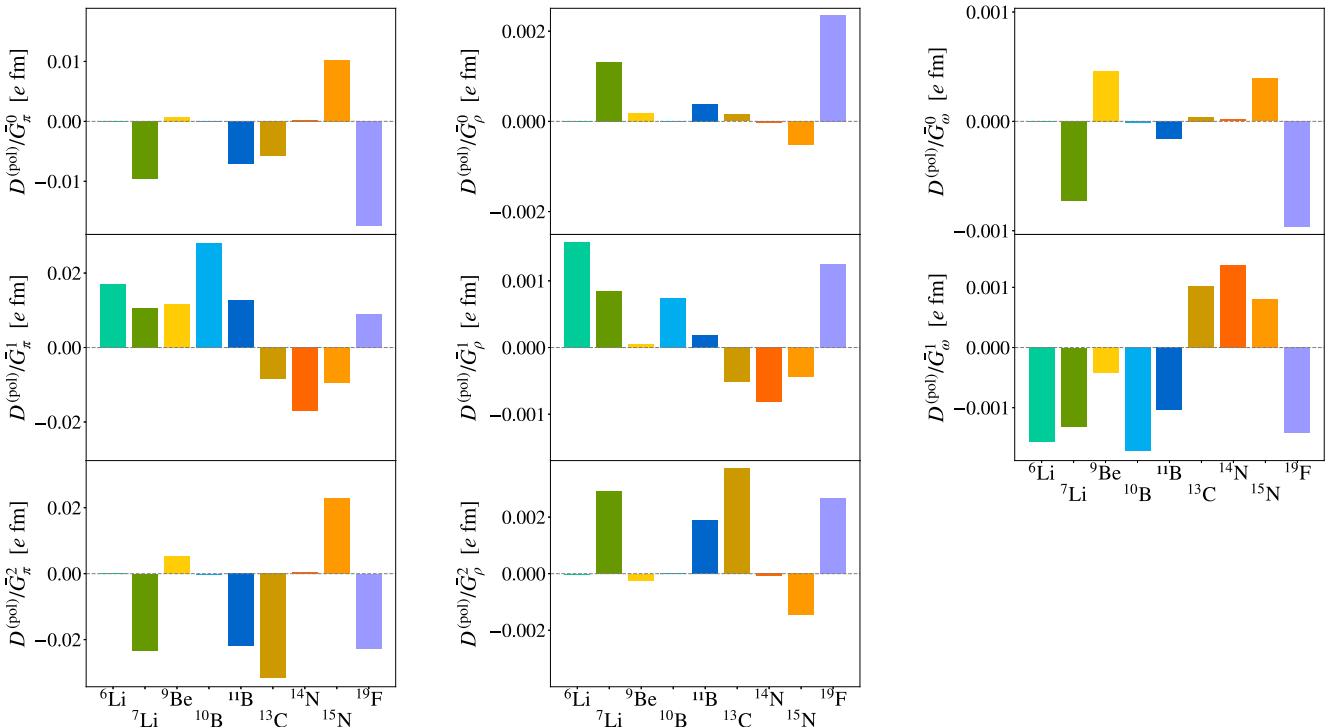 D^(pol)/Ḡ_π^0 [e fm]
0.01
0.00
−0.01
D^(pol)/Ḡ_π^1 [e fm]
0.02
0.00
−0.02
D^(pol)/Ḡ_π^2 [e fm]
0.02
0.00
−0.02
⁶Li ⁹Be ¹¹B ¹⁴N ¹⁹F
⁷Li ¹⁰B ¹³C ¹⁵N
D^(pol)/Ḡ_ρ^0 [e fm]
0.002
0.000
−0.002
D^(pol)/Ḡ_ρ^1 [e fm]
0.001
0.000
−0.001
D^(pol)/Ḡ_ρ^2 [e fm]
0.002
0.000
−0.002
⁶Li ⁹Be ¹¹B ¹⁴N ¹⁹F
⁷Li ¹⁰B ¹³C ¹⁵N
D^(pol)/Ḡ_ω^0 [e fm]
0.001
0.000
−0.001
D^(pol)/Ḡ_ω^1 [e fm]
0.001
0.000
−0.001
⁶Li ⁹Be ¹¹B ¹⁴N ¹⁹F
⁷Li ¹⁰B ¹³C ¹⁵N